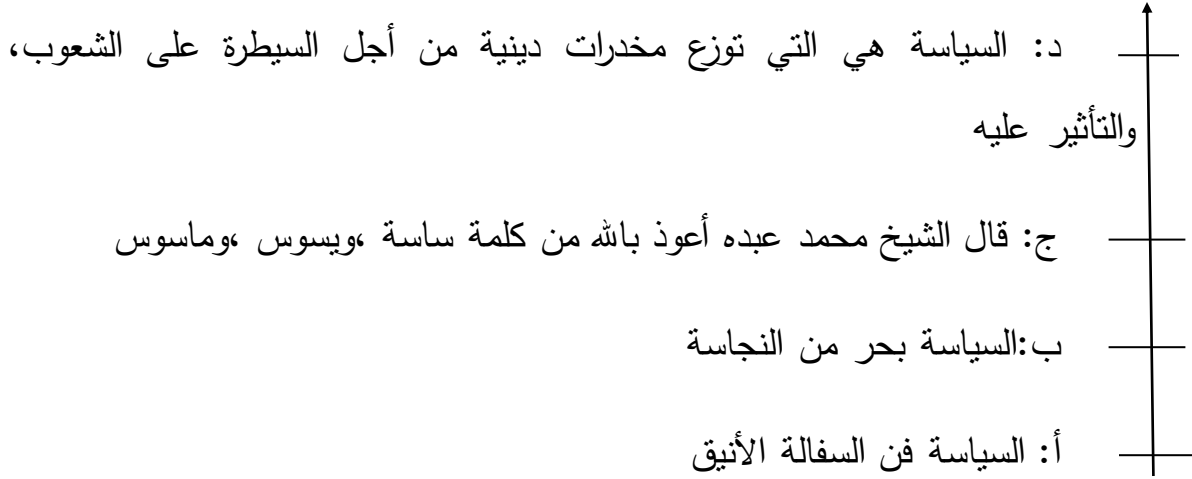 د: السياسة هي التي توزع مخدرات دينية من أجل السيطرة على الشعوب،
والتأثير عليه
ج: قال الشيخ محمد عبده أعوذ بالله من كلمة ساسة ،ويسوس ،وماسوس
ب:السياسة بحر من النجاسة
أ: السياسة فن السفالة الأنيق